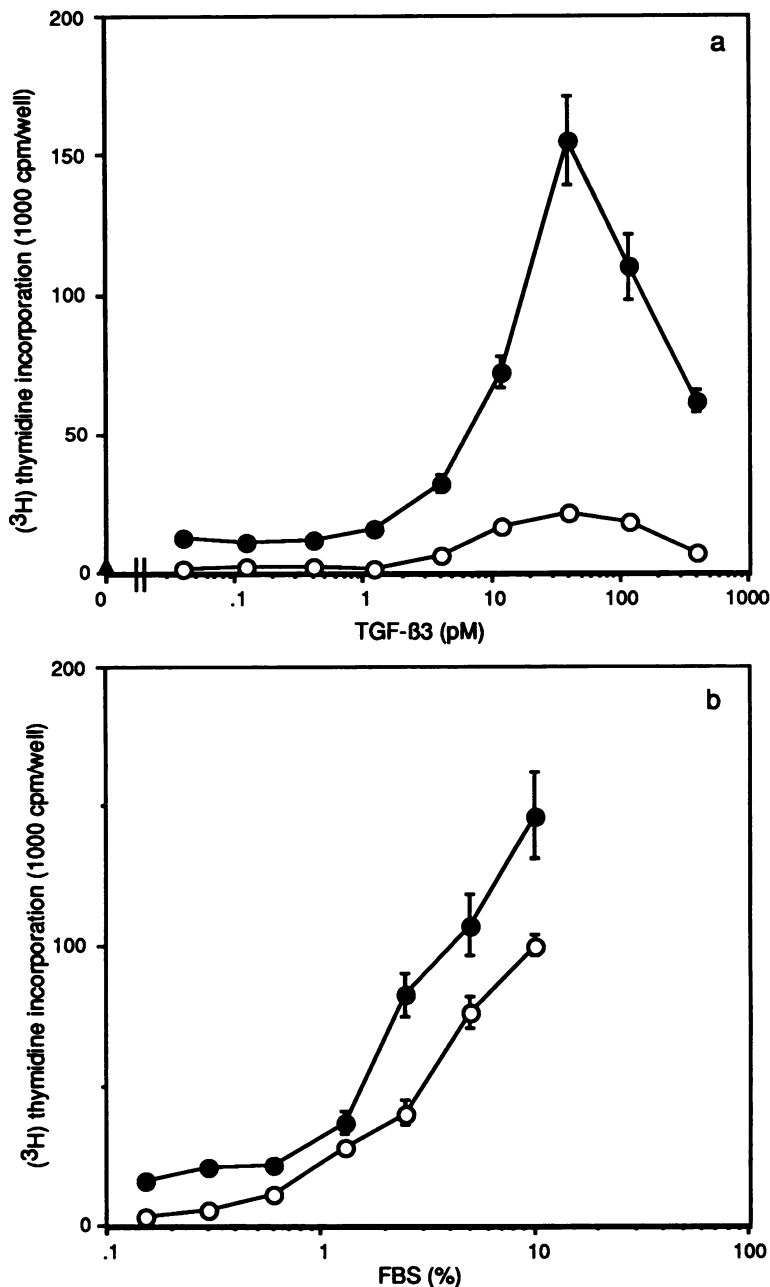 a
200
150
100
50
0
(³H) thymidine incorporation (1000 cpm/well)
0 .1 1 10 100 1000
TGF-ß3 (pM)
b
200
100
0
(³H) thymidine incorporation (1000 cpm/well)
.1 1 10 100
FBS (%)